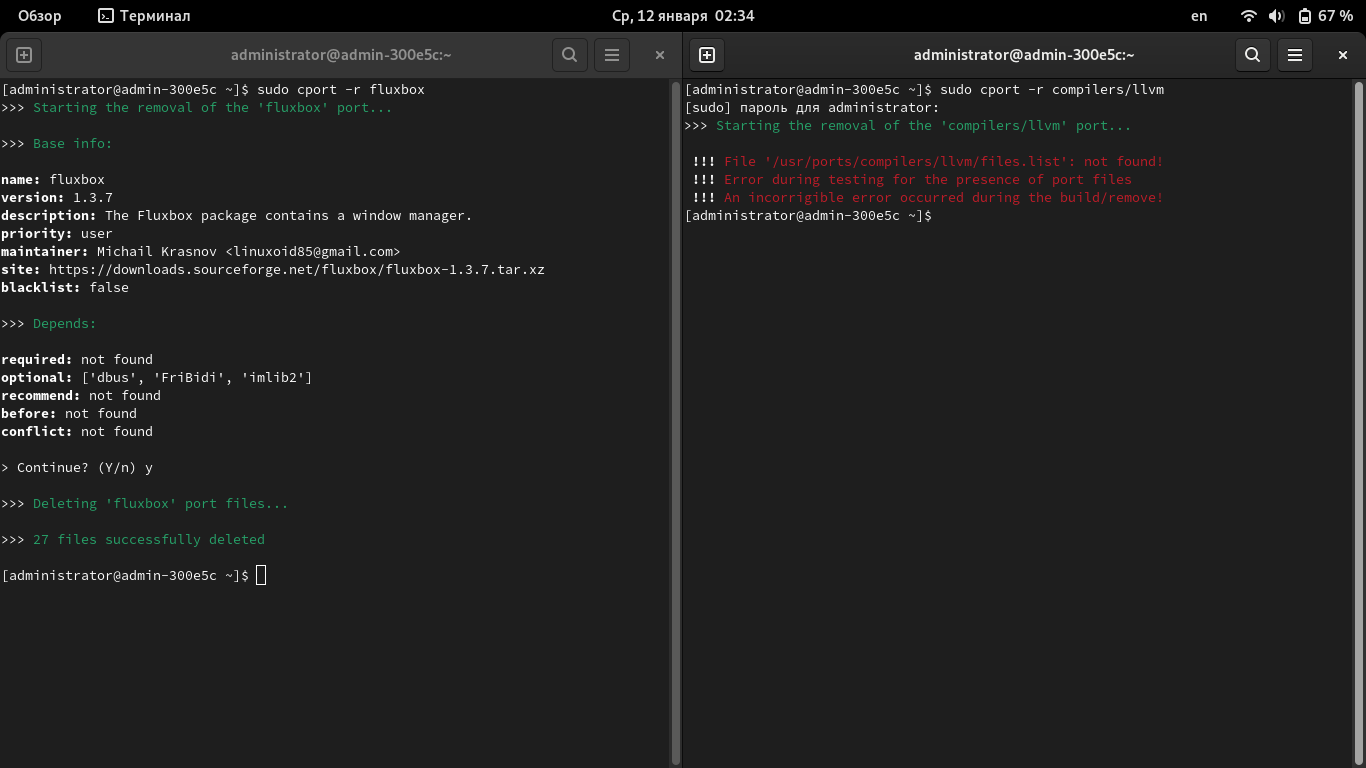 Обзор Терминал Ср, 12 января 02:34 en 67 %
administrator@admin-300e5c:~
[administrator@admin-300e5c ~]$ sudo cport -r fluxbox
>>> Starting the removal of the 'fluxbox' port...
>>> Base info:
name: fluxbox
version: 1.3.7
description: The Fluxbox package contains a window manager.
priority: user
maintainer: Michail Krasnov <linuxoid85@gmail.com>
site: https://downloads.sourceforge.net/fluxbox/fluxbox-1.3.7.tar.xz
blacklist: false
>>> Depends:
required: not found
optional: ['dbus', 'FriBidi', 'imlib2']
recommend: not found
before: not found
conflict: not found
> Continue? (Y/n) y
>>> Deleting 'fluxbox' port files...
>>> 27 files successfully deleted
[administrator@admin-300e5c ~]$
administrator@admin-300e5c:~
[administrator@admin-300e5c ~]$ sudo cport -r compilers/llvm
[sudo] пароль для administrator:
>>> Starting the removal of the 'compilers/llvm' port...
!!! File '/usr/ports/compilers/llvm/files.list': not found!
!!! Error during testing for the presence of port files
!!! An incorrigible error occurred during the build/remove!
[administrator@admin-300e5c ~]$